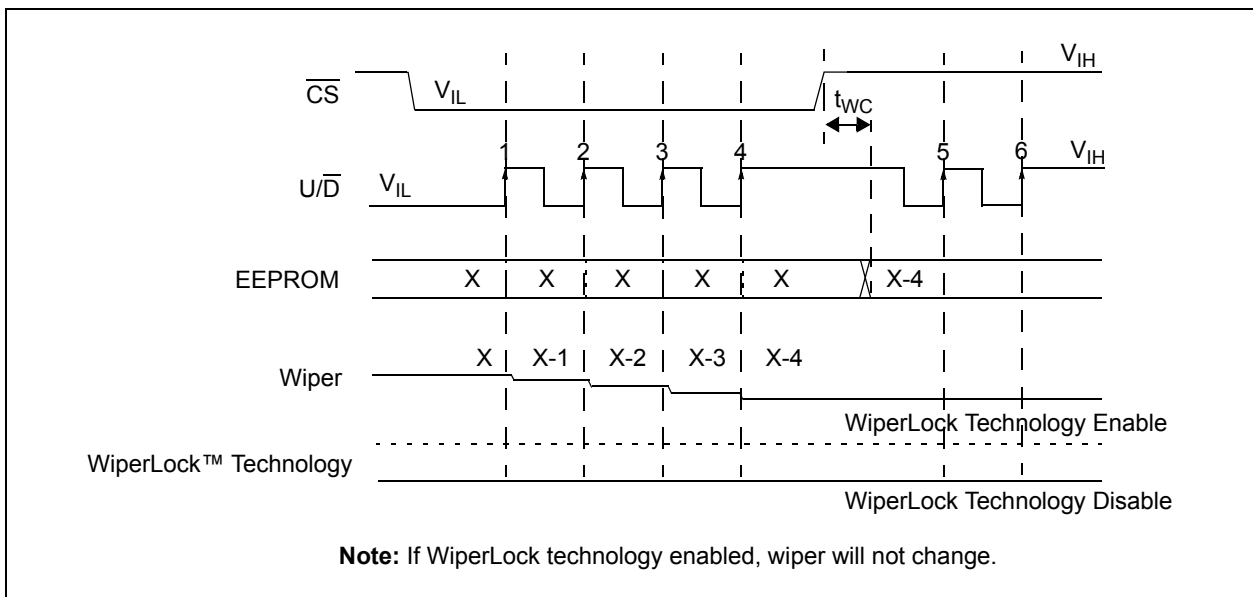 V_IH
C̅S̅ V_IL
t_WC
1 2 3 4 5 6 V_IH
U/D̅ V_IL
EEPROM X X X X X X-4
X X-1 X-2 X-3 X-4
Wiper
WiperLock Technology Enable
WiperLock™ Technology
WiperLock Technology Disable
Note: If WiperLock technology enabled, wiper will not change.